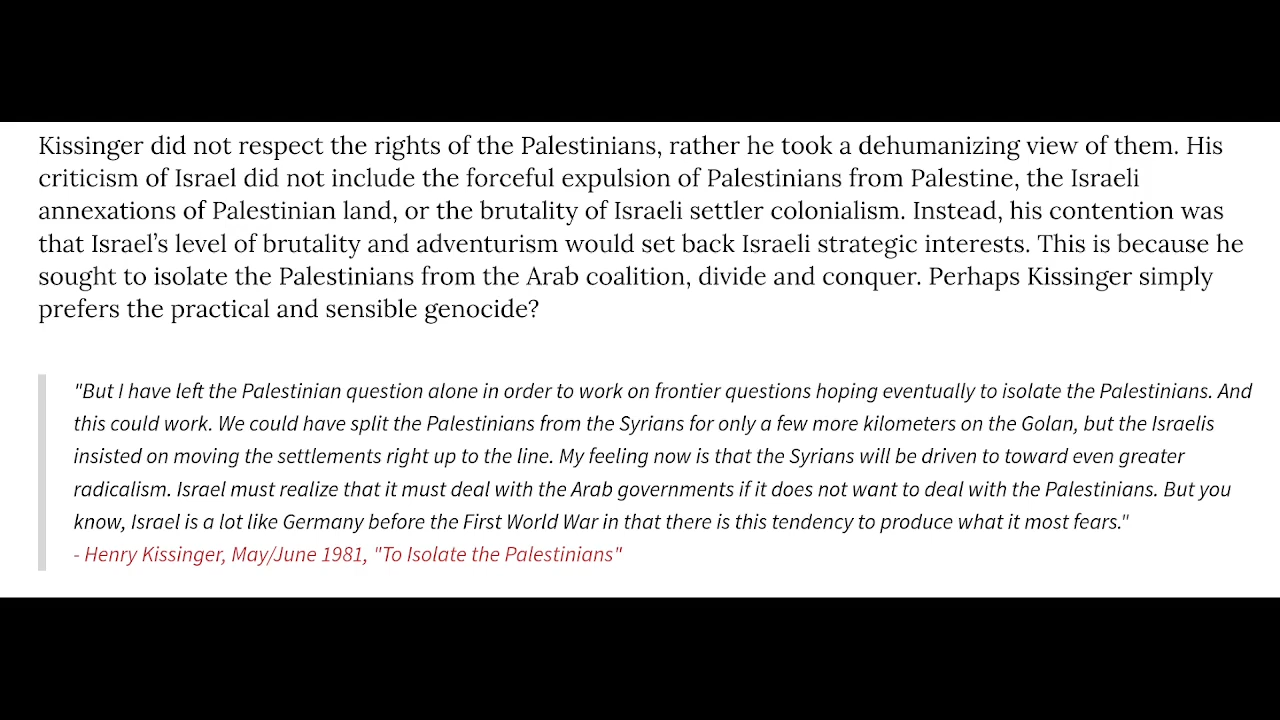 Kissinger did not respect the rights of the Palestinians, rather he took a dehumanizing view of them. His
criticism of Israel did not include the forceful expulsion of Palestinians from Palestine, the Israeli
annexations of Palestinian land, or the brutality of Israeli settler colonialism. Instead, his contention was
that Israel’s level of brutality and adventurism would set back Israeli strategic interests. This is because he
sought to isolate the Palestinians from the Arab coalition, divide and conquer. Perhaps Kissinger simply
prefers the practical and sensible genocide?
"But I have left the Palestinian question alone in order to work on frontier questions hoping eventually to isolate the Palestinians. And
this could work. We could have split the Palestinians from the Syrians for only a few more kilometers on the Golan, but the Israelis
insisted on moving the settlements right up to the line. My feeling now is that the Syrians will be driven to toward even greater
radicalism. Israel must realize that it must deal with the Arab governments if it does not want to deal with the Palestinians. But you
know, Israel is a lot like Germany before the First World War in that there is this tendency to produce what it most fears."
- Henry Kissinger, May/June 1981, "To Isolate the Palestinians"